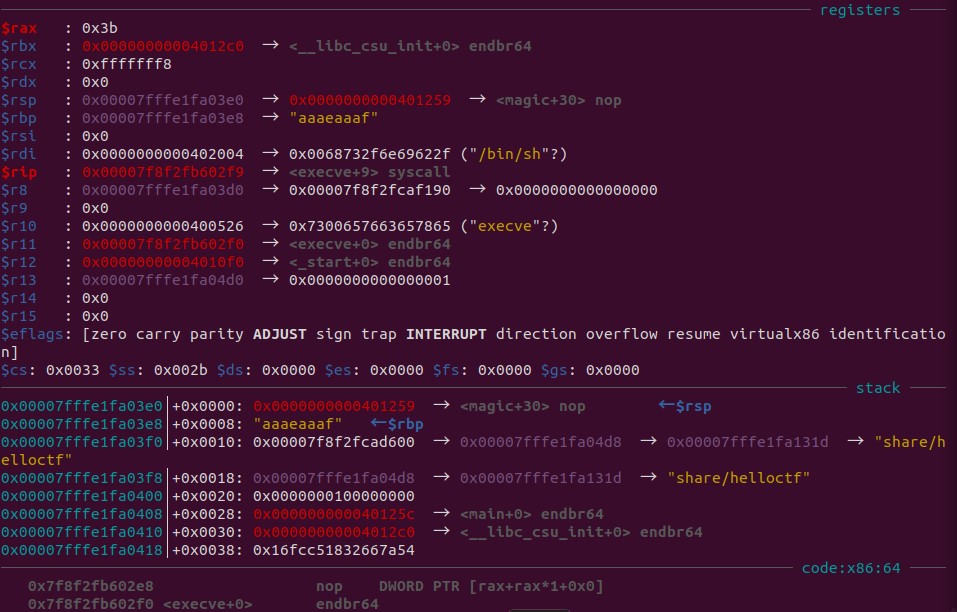 registers
$rax : 0x3b
$rbx : 0x00000000004012c0 → <__libc_csu_init+0> endbr64
$rcx : 0xfffffff8
$rdx : 0x0
$rsp : 0x00007fffe1fa03e0 → 0x0000000000401259 → <magic+30> nop
$rbp : 0x00007fffe1fa03e8 → "aaaeaaaf"
$rsi : 0x0
$rdi : 0x0000000000402004 → 0x0068732f6e69622f ("/bin/sh"?)
$rip : 0x00007f8f2fb602f9 → <execve+9> syscall
$r8 : 0x00007fffe1fa03d0 → 0x00007f8f2fcaf190 → 0x0000000000000000
$r9 : 0x0
$r10 : 0x0000000000400526 → 0x7300657663657865 ("execve"?)
$r11 : 0x00007f8f2fb602f0 → <execve+0> endbr64
$r12 : 0x00000000004010f0 → <_start+0> endbr64
$r13 : 0x00007fffe1fa04d0 → 0x0000000000000001
$r14 : 0x0
$r15 : 0x0
$eflags: [zero carry parity ADJUST sign trap INTERRUPT direction overflow resume virtualx86 identificatio
n]
$cs: 0x0033 $ss: 0x002b $ds: 0x0000 $es: 0x0000 $fs: 0x0000 $gs: 0x0000
stack
0x00007fffe1fa03e0│+0x0000: 0x0000000000401259 → <magic+30> nop ←$rsp
0x00007fffe1fa03e8│+0x0008: "aaaeaaaf" ←$rbp
0x00007fffe1fa03f0│+0x0010: 0x00007f8f2fcad600 → 0x00007fffe1fa04d8 → 0x00007fffe1fa131d → "share/h
elloctf"
0x00007fffe1fa03f8│+0x0018: 0x00007fffe1fa04d8 → 0x00007fffe1fa131d → "share/helloctf"
0x00007fffe1fa0400│+0x0020: 0x0000000100000000
0x00007fffe1fa0408│+0x0028: 0x000000000040125c → <main+0> endbr64
0x00007fffe1fa0410│+0x0030: 0x00000000004012c0 → <__libc_csu_init+0> endbr64
0x00007fffe1fa0418│+0x0038: 0x16fcc51832667a54
code:x86:64
0x7f8f2fb602e8 nop DWORD PTR [rax+rax*1+0x0]
0x7f8f2fb602f0 <execve+0> endbr64